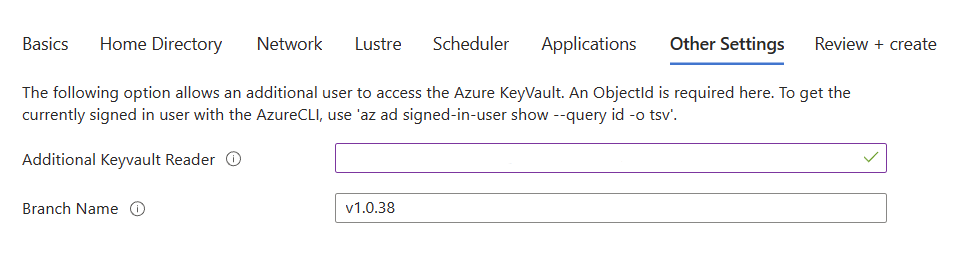 Basics Home Directory Network Lustre Scheduler Applications Other Settings Review + create
The following option allows an additional user to access the Azure KeyVault. An ObjectId is required here. To get the
currently signed in user with the AzureCLI, use 'az ad signed-in-user show --query id -o tsv'.
Additional Keyvault Reader
Branch Name v1.0.38